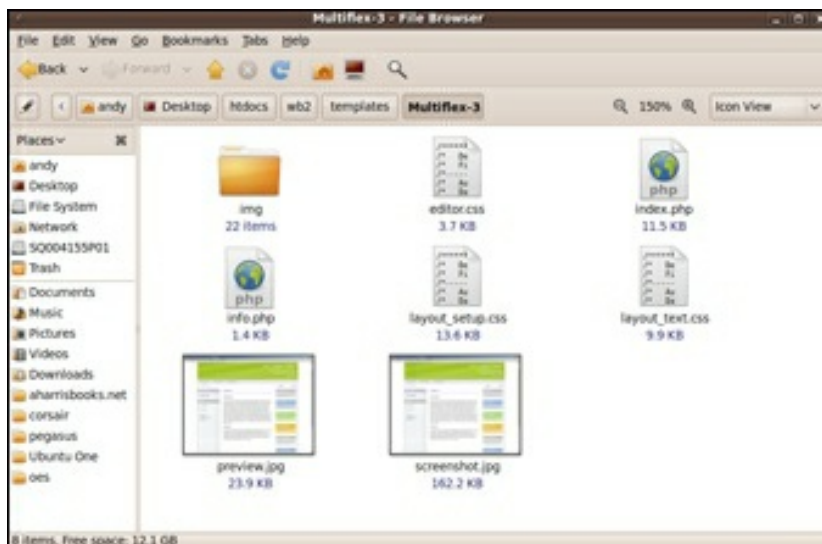 Multiflex-3 - File Browser
File Edit View Go Bookmarks Tabs Help
Back Forward
andy Desktop htdocs wb2 templates Multiflex-3 150% Icon View
Places
andy
Desktop
File System
Network
SQ004155P01
Trash
Documents
Music
Pictures
Videos
Downloads
aharrisbooks.net
corsair
pegasus
Ubuntu One
oes
img
22 items
editor.css
3.7 KB
php
index.php
11.5 KB
php
info.php
1.4 KB
layout_setup.css
13.6 KB
layout_text.css
9.9 KB
preview.jpg
23.9 KB
screenshot.jpg
162.2 KB
8 items, Free space: 12.1 GB